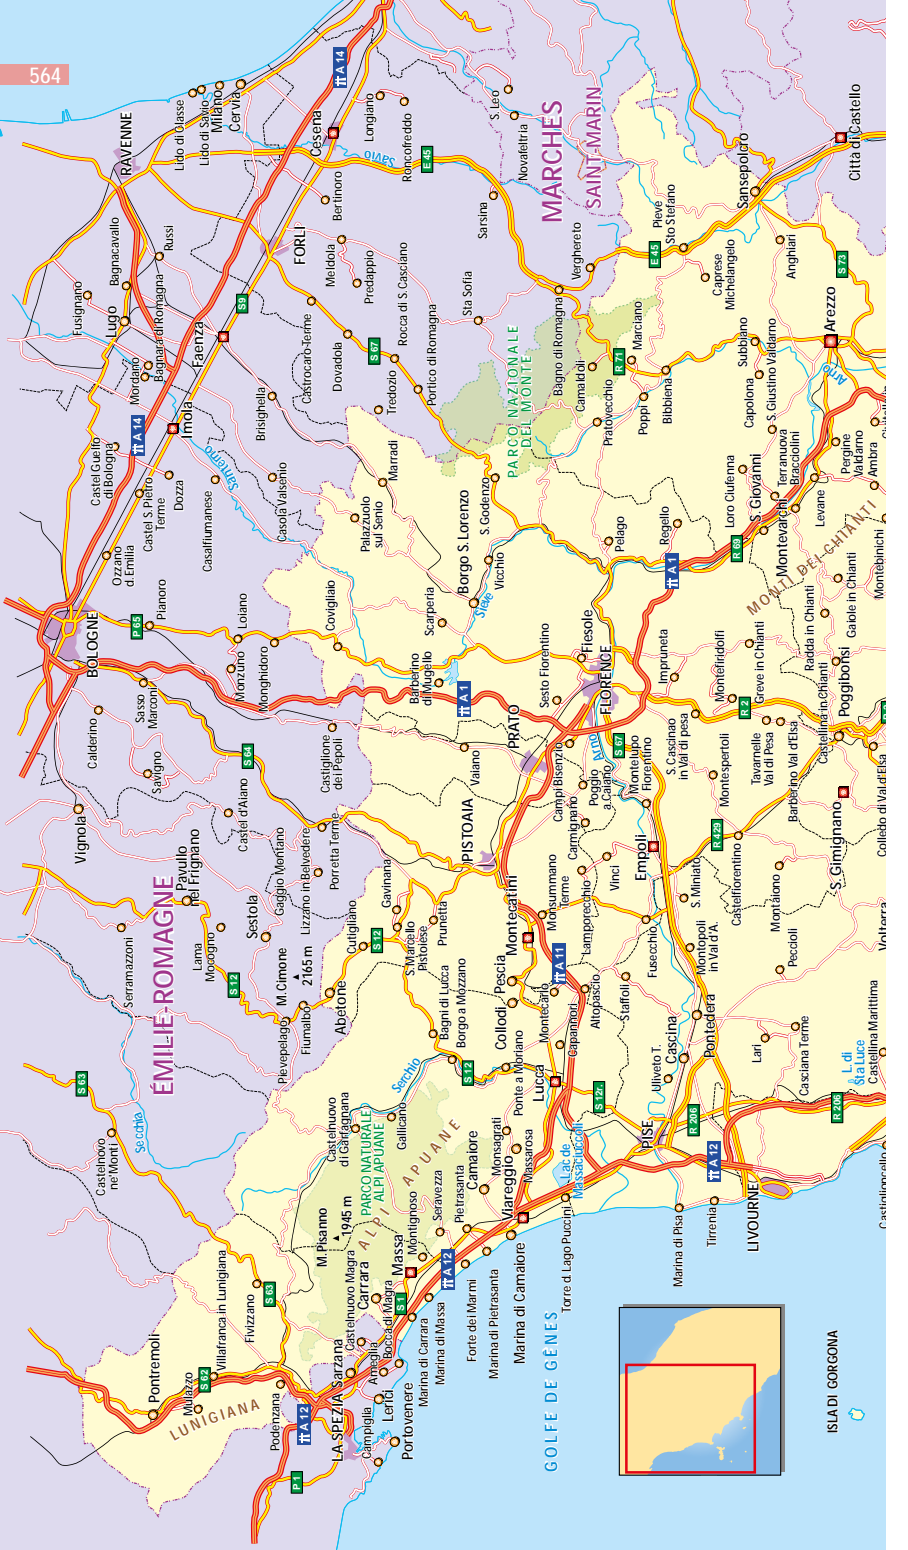 564
RAVENNE
Lido di Classe
Lido di Savio
Milano
Cervia
A 14
Cesena
Longiano
Roncofreddo
Savio
E 45
S. Leo
Novafeltria
MARCHES
SAINT-MARIN
Sansepolcro
Città di Castello
Fusignano
Lugo
Bagnacavallo
Russi
Bagnara di Romagna
Mordano
Faenza
S9
FORLI
Bertinoro
Meldola
Predappio
Rocca di S. Casciano
Castrocaro-Terme
Dovadola
S 67
Tredozio
Portico di Romagna
Sta Sofia
Sarsina
Verghereto
Bagno di Romagna
E 45
Pieve
Sto Stefano
Caprese
Michelangelo
Anghiari
S 73
Arezzo
Arno
Subbiano
Capolona
S. Giustino Valdarno
Marciano
R 71
Camaldoli
Pratovecchio
Poppi
Bibbiena
PARCO NAZIONALE
DEL MONTE
A 14
Imola
Castel Guelfo
di Bologna
Castel S. Pietro
Terme
Dozza
Casalfiumanese
Santerno
Brisighella
Casola Valsenio
Palazzuolo
sul Senio
Marradi
Ozzano
d. Emilia
BOLOGNE
P 65
Pianoro
Loiano
Monzuno
Monghidoro
Covigliaio
Scarperia
Borgo S. Lorenzo
Vicchio
Sieve
S. Godenzo
Barberino
di Mugello
A 1
Sesto Fiorentino
Fiesole
FLORENCE
Pelago
Regello
A 1
R 69
Loro Ciufenna
S. Giovanni
Terranuova
Bracciolini
Montevarchi
Levane
Pergine
Valdarno
Ambra
MONTI DEI CHIANTI
Gaiole in Chianti
Radda in Chianti
Montebinichi
Impruneta
Montefiridolfi
Greve in Chianti
R 2
Castellina in Chianti
Poggibonsi
Tavarnelle
Val di Pesa
Barberino Val d'Elsa
Colle di Val d'Elsa
S. Gimignano
S. Cascinao
in Val di pesa
Montespertoli
R 429
Castelfiorentino
Montaione
Volterra
Calderino
Sasso
Marconi
Savigno
S 64
Castiglione
dei Pepoli
Vignola
Castel d'Aiano
Gaggio Montano
Lizzano in Belvedere
Porretta Terme
PRATO
Vaiano
Campi Bisenzio
Arno
S 67
Poggio
a Caiano
Montelupo
Fiorentino
Carmignano
Vinci
Empoli
PISTOAIA
Gavinana
Prunetta
S. Marcello
Pistoiese
Cutigliano
S 12
ÉMILIE-ROMAGNE
Pavullo
nel Frignano
Serramazzoni
Lama
Mocogno
S 12
Sestola
M. Cimone
2165 m
Pievepelago
Fiumalbo
Abetone
Montecatini
Monsummano
Terme
Lamporecchio
A 11
Pescia
Collodi
Montecarlo
Altopascio
Capannori
Staffoli
Fusecchio
S. Miniato
Montopoli
in Val d'A.
Peccioli
Pontedera
Cascina
Ulliveto T.
Lari
Casciana Terme
L. di
Sta Luce
Castellina Marittima
R 206
Bagni di Lucca
Borgo a Mozzano
S 12
Serchio
Ponte a Moriano
Lucca
S 12r.
S 63
Secchia
Castelnovo
ne'Monti
Castelnuovo
di Garfagnana
PARCO NATURALE
ALPI APUANE
Gallicano
ALPI APUANE
M. Pisanno
1945 m
Monsagrati
Massarosa
Camaiore
Viareggio
Lac de
Massaciuccoli
PISE
R 206
A 12
LIVOURNE
Tirrenia
Marina di Pisa
Castiglioncello
Torre d. Lago Puccini
Marina di Camaiore
Marina di Pietrasanta
Forte dei Marmi
Pietrasanta
Seravezza
Montignoso
Massa
A 12
Carrara
Castelnuovo Magra
Bocca di Magra
S 1
Marina di Massa
Marina di Carrara
Ameglia
Sarzana
Lerici
Portovenere
Campiglia
LA SPEZIA
A 12
P 1
Podenzana
LUNIGIANA
Mulazzo
S 62
Pontremoli
Villafranca in Lunigiana
Fivizzano
S 63
GOLFE DE GÊNES
ISLA DI GORGONA